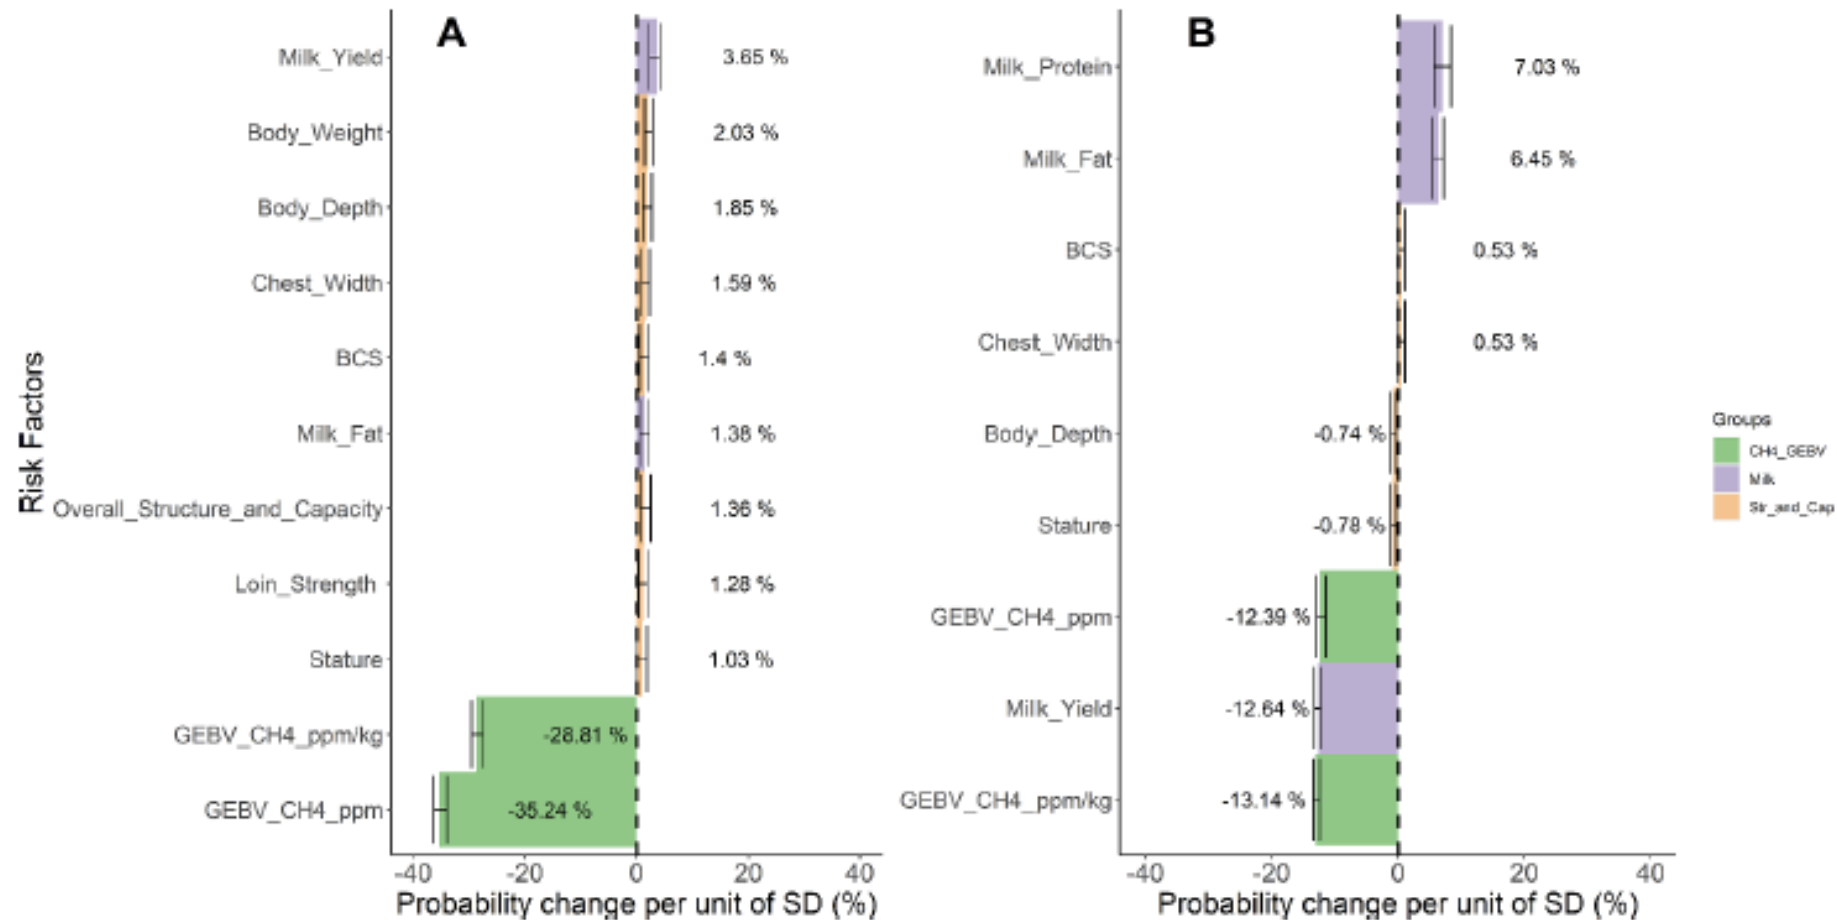 A
Milk_Yield 3.65 %
Body_Weight 2.03 %
Body_Depth 1.85 %
Chest_Width 1.59 %
BCS 1.4 %
Milk_Fat 1.38 %
Overall_Structure_and_Capacity 1.36 %
Loin_Strength 1.28 %
Stature 1.03 %
GEBV_CH4_ppm/kg -28.81 %
GEBV_CH4_ppm -35.24 %
-40 -20 0 20 40
Probability change per unit of SD (%)
Risk Factors
B
Milk_Protein 7.03 %
Milk_Fat 6.45 %
BCS 0.53 %
Chest_Width 0.53 %
Body_Depth -0.74 %
Stature -0.78 %
GEBV_CH4_ppm -12.39 %
Milk_Yield -12.64 %
GEBV_CH4_ppm/kg -13.14 %
-40 -20 0 20 40
Probability change per unit of SD (%)
Groups
CH4_GEBV
Milk
Str_and_Cap